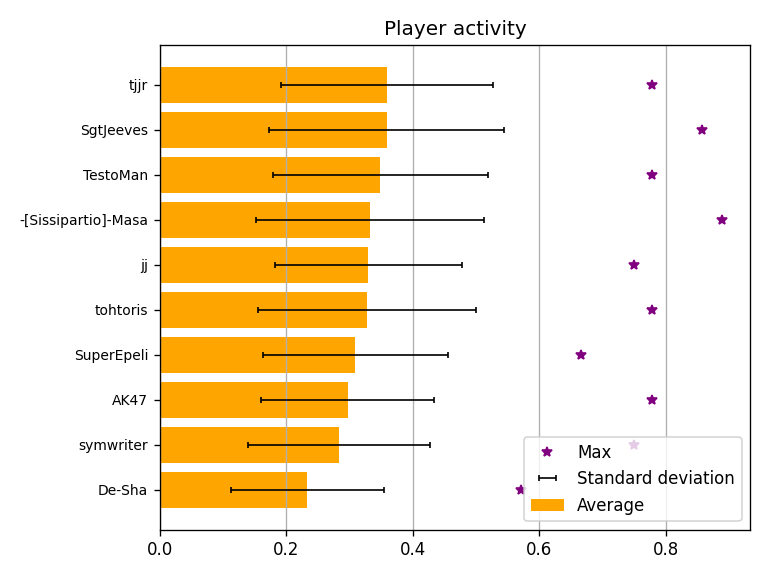 Player activity
tjjr
SgtJeeves
TestoMan
-[Sissipartio]-Masa
jj
tohtoris
SuperEpeli
AK47
symwriter
De-Sha
Max
Standard deviation
Average
0.0 0.2 0.4 0.6 0.8